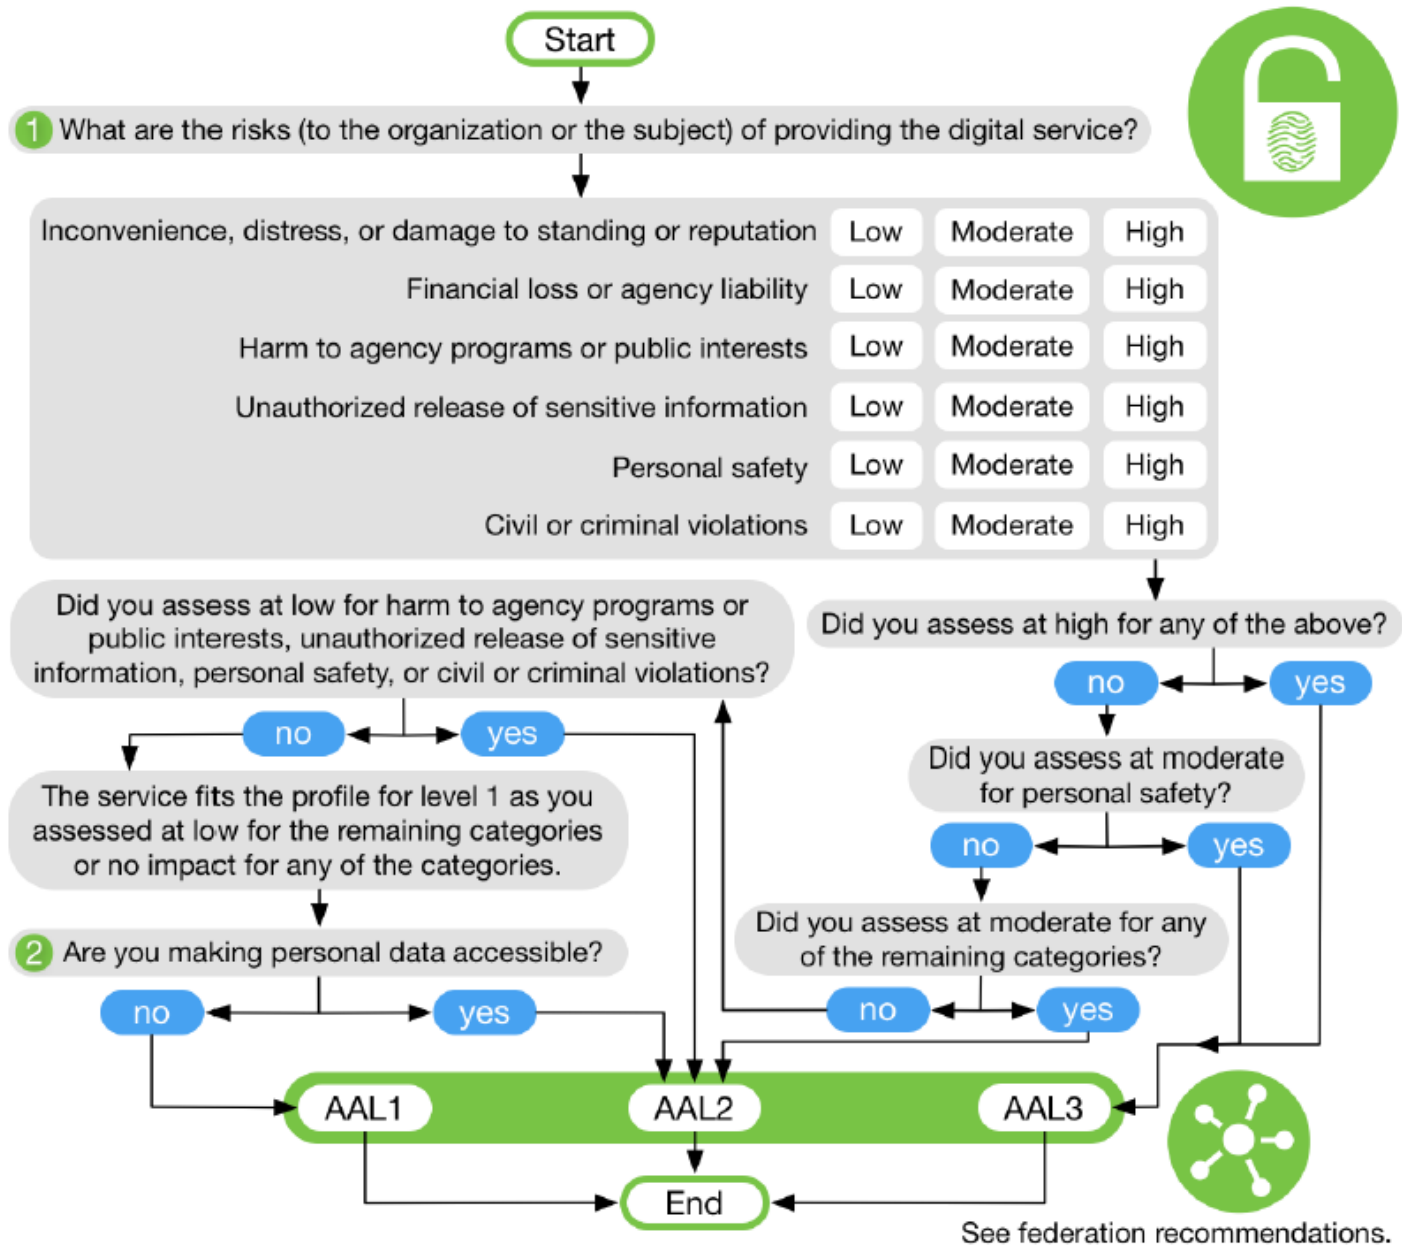 Start
1 What are the risks (to the organization or the subject) of providing the digital service?
Inconvenience, distress, or damage to standing or reputation Low Moderate High
Financial loss or agency liability Low Moderate High
Harm to agency programs or public interests Low Moderate High
Unauthorized release of sensitive information Low Moderate High
Personal safety Low Moderate High
Civil or criminal violations Low Moderate High
Did you assess at high for any of the above?
no yes
Did you assess at moderate
for personal safety?
no yes
Did you assess at moderate for any
of the remaining categories?
no yes
Did you assess at low for harm to agency programs or
public interests, unauthorized release of sensitive
information, personal safety, or civil or criminal violations?
no yes
The service fits the profile for level 1 as you
assessed at low for the remaining categories
or no impact for any of the categories.
2 Are you making personal data accessible?
no yes
AAL1 AAL2 AAL3
End
See federation recommendations.